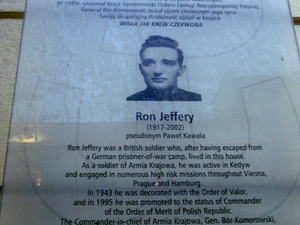 W 1995r. otrzymał Krzyż Komandorski Orderu Zasługi Rzeczypospolitej Polskiej,
Generał Bór-Komorowski został ojcem chrzestnym jego syna.
Swoją okupacyjną działalność opisał w książce
WISŁA JAK KREW CZERWONA
Ron Jeffery
(1917-2002)
pseudonym Paweł Kawala
Ron Jeffery was a British soldier who, after having escaped
from a German prisoner-of-war camp, lived in this house.
As a soldier of Armia Krajowa, he was active in Kedyw
and engaged in numerous high risk missions throughout Vienna,
Prague and Hamburg.
In 1943 he was decorated with the Order of Valor,
and in 1995 he was promoted to the status of Commander
of the Order of Merit of Polish Republic.
The Commander-in-chief of Armia Krajowa, Gen. Bór-Komorowski,